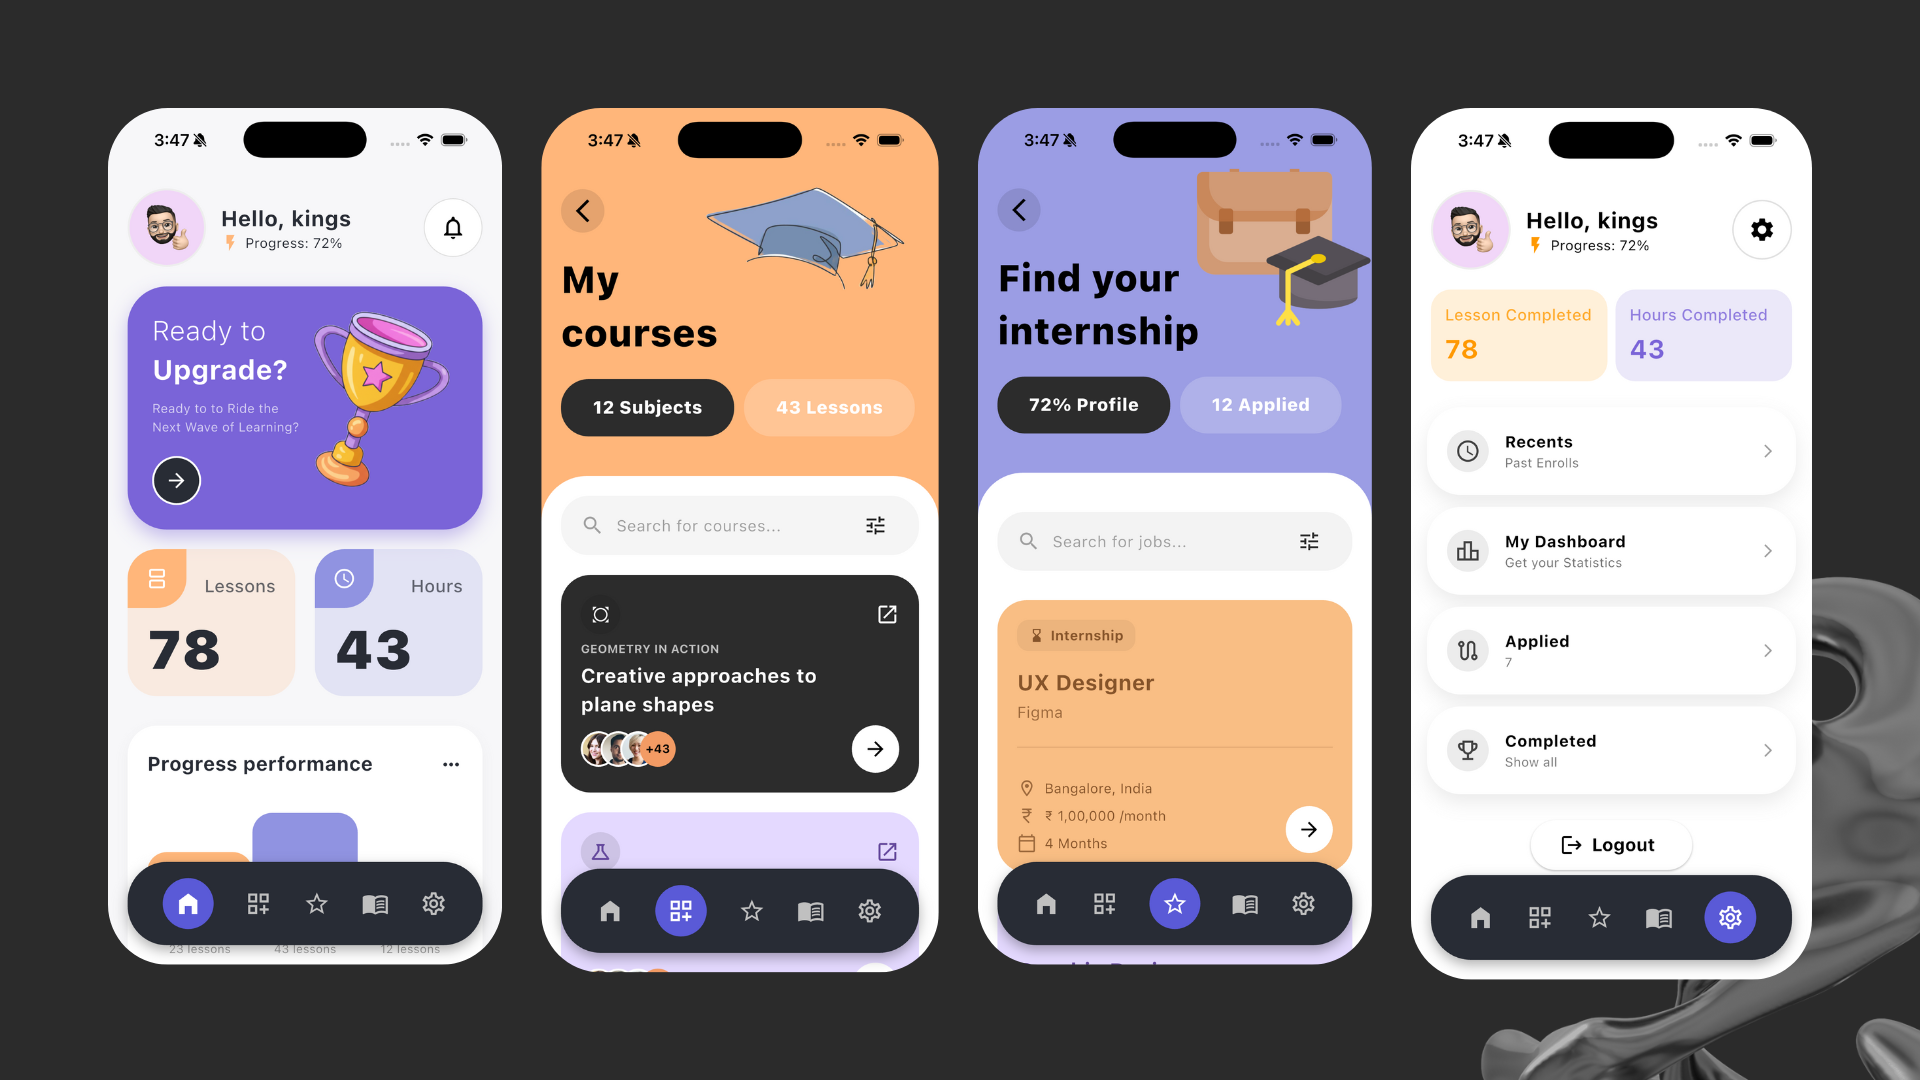 3:47
Hello, kings
Progress: 72%
Ready to
Upgrade?
Ready to to Ride the
Next Wave of Learning?
Lessons
78
Hours
43
Progress performance
23 lessons
43 lessons
12 lessons
3:47
My
courses
12 Subjects
43 Lessons
Search for courses...
GEOMETRY IN ACTION
Creative approaches to
plane shapes
+43
3:47
Find your
internship
72% Profile
12 Applied
Search for jobs...
Internship
UX Designer
Figma
Bangalore, India
₹ 1,00,000 /month
4 Months
3:47
Hello, kings
Progress: 72%
Lesson Completed
78
Hours Completed
43
Recents
Past Enrolls
My Dashboard
Get your Statistics
Applied
7
Completed
Show all
Logout